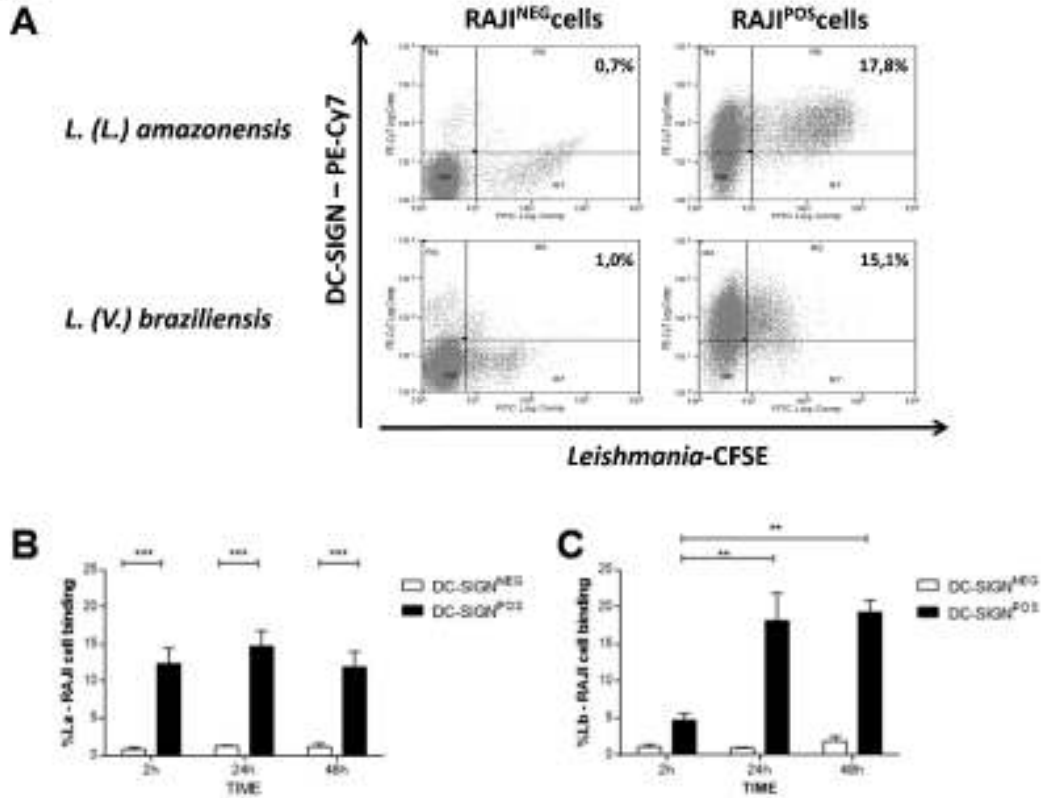 A
RAJI^NEG cells
RAJI^POS cells
L. (L.) amazonensis
L. (V.) braziliensis
DC-SIGN – PE-Cy7
0,7%
17,8%
1,0%
15,1%
Leishmania-CFSE
B
*** *** ***
%La - RAJI cell binding
25
20
15
10
5
2h 24h 48h
TIME
DC-SIGN^NEG
DC-SIGN^POS
C
**
**
%Lb - RAJI cell binding
25
20
15
10
5
2h 24h 48h
TIME
DC-SIGN^NEG
DC-SIGN^POS